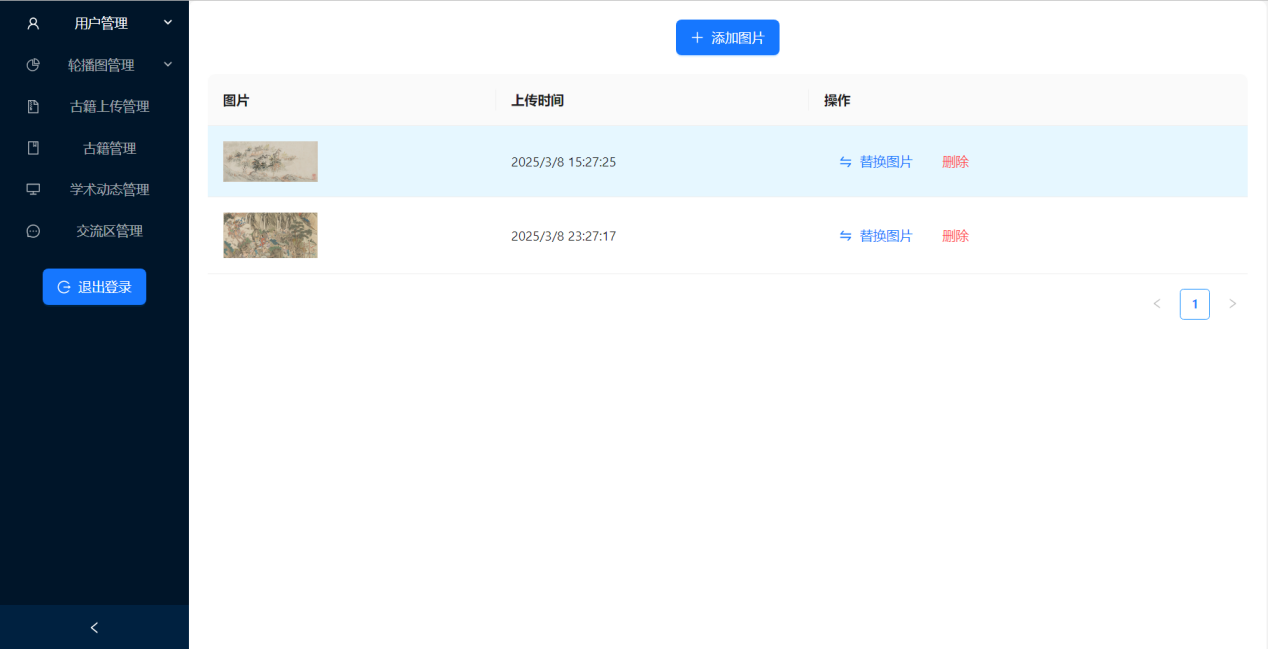 用户管理
轮播图管理
古籍上传管理
古籍管理
学术动态管理
交流区管理
退出登录
添加图片
图片 上传时间 操作
2025/3/8 15:27:25 替换图片 删除
2025/3/8 23:27:17 替换图片 删除
1